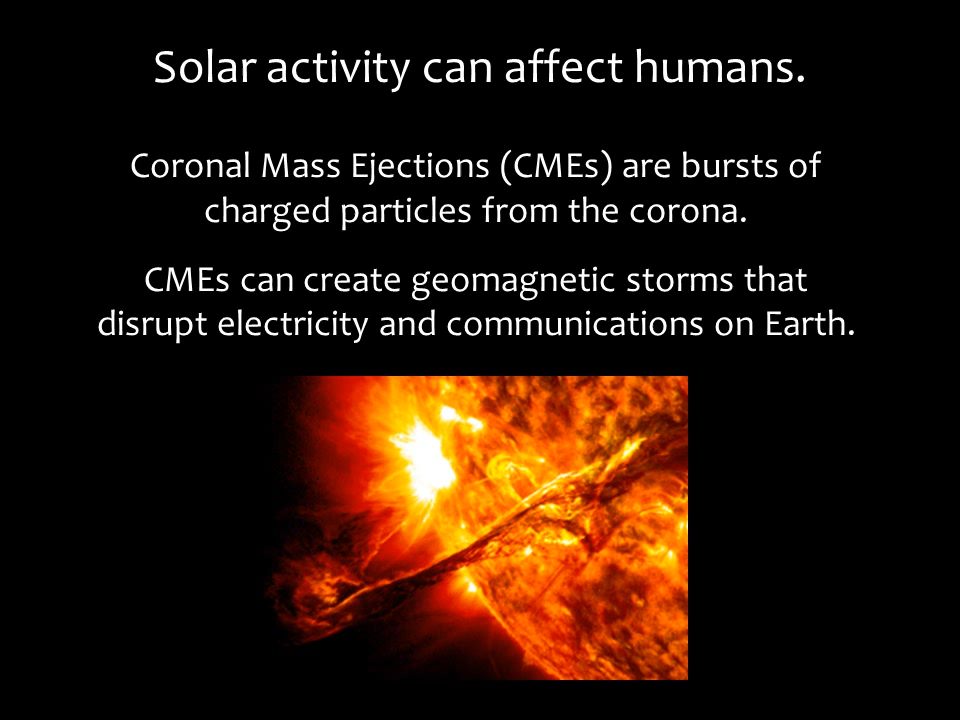 Solar activity can affect humans.
Coronal Mass Ejections (CMEs) are bursts of
charged particles from the corona.
CMEs can create geomagnetic storms that
disrupt electricity and communications on Earth.